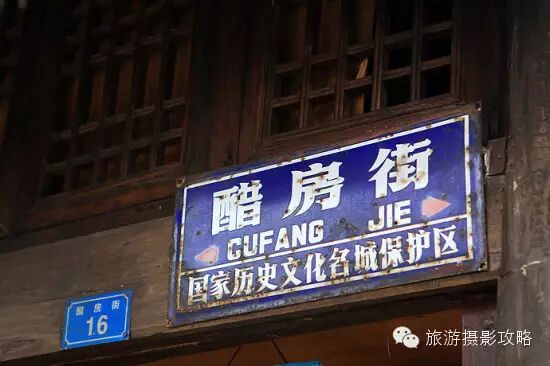 醋房街
CUFANG JIE
国家历史文化名城保护区
醋房街
16
旅游摄影攻略